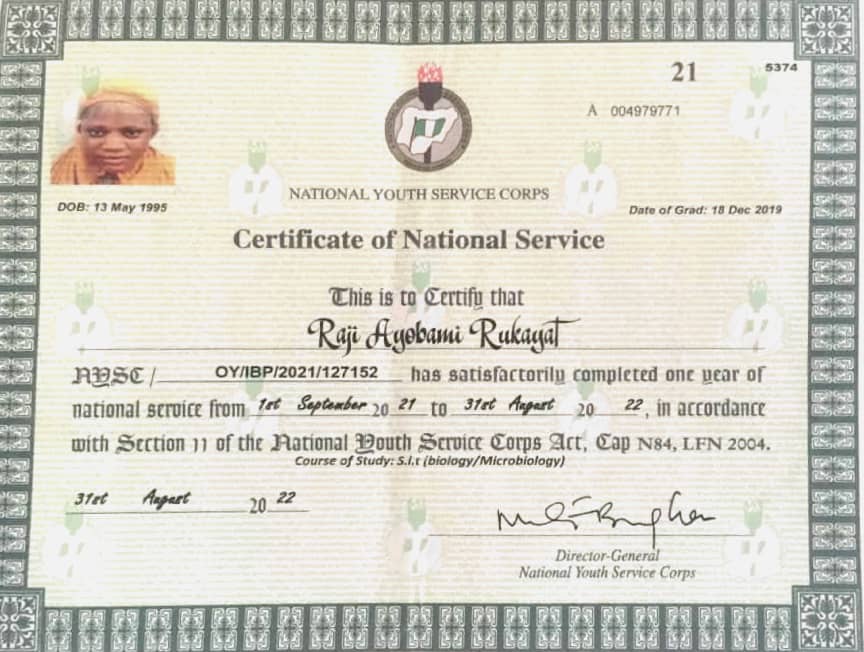 21
5374
A 004979771
NATIONAL YOUTH SERVICE CORPS
DOB: 13 May 1995
Date of Grad: 18 Dec 2019
Certificate of National Service
This is to Certify that
Raji Ayobami Rukayat
NYSC / OY/IBP/2021/127152 has satisfactorily completed one year of
national service from 1st September 20 21 to 31st August 20 22, in accordance
with Section 11 of the National Youth Service Corps Act, Cap N84, LFN 2004.
Course of Study: S.l.t (biology/Microbiology)
31st August 20 22
Director-General
National Youth Service Corps